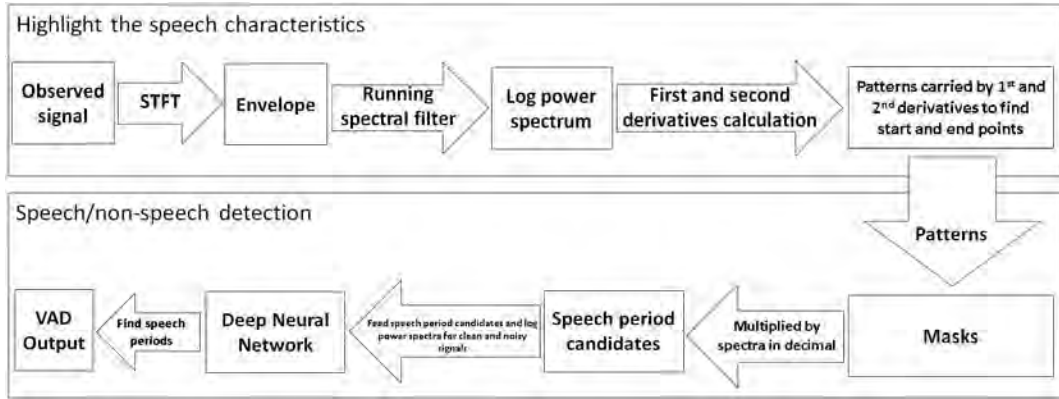 Highlight the speech characteristics
Observed
signal
STFT
Envelope
Running
spectral filter
Log power
spectrum
First and second
derivatives calculation
Patterns carried by 1st and
2nd derivatives to find
start and end points
Patterns
Speech/non-speech detection
VAD
Output
Find speech
periods
Deep Neural
Network
Feed speech period candidates and log
power spectra for clean and noisy
signals
Speech period
candidates
Multiplied by
spectra in decimal
Masks